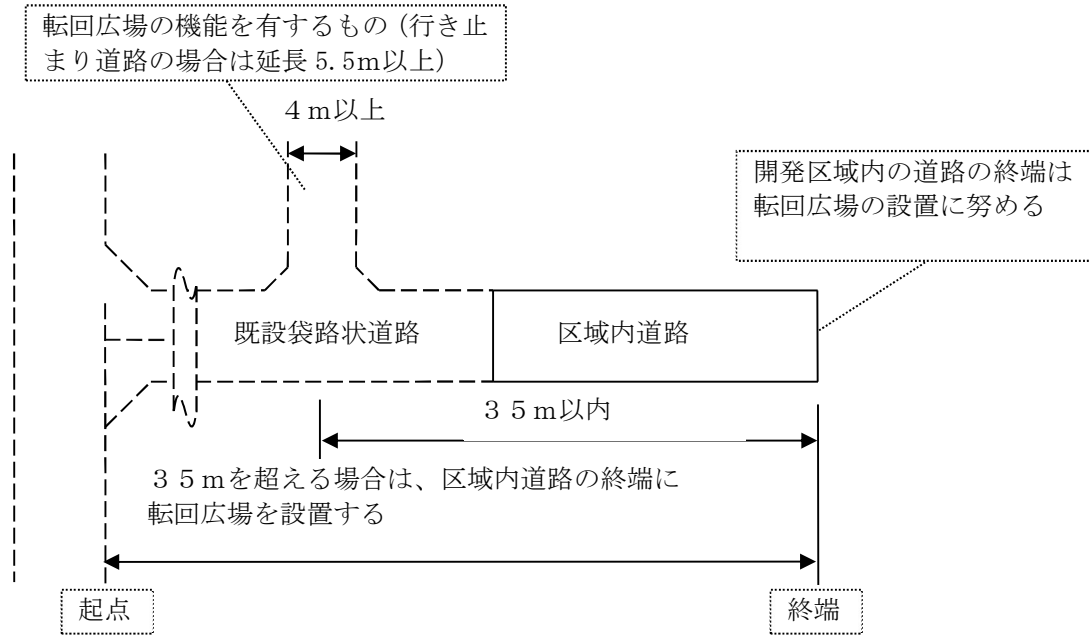 転回広場の機能を有するもの（行き止
まり道路の場合は延長 5.5m以上）
４m以上
開発区域内の道路の終端は
転回広場の設置に努める
既設袋路状道路
区域内道路
３５m以内
３５mを超える場合は、区域内道路の終端に
転回広場を設置する
起点
終端